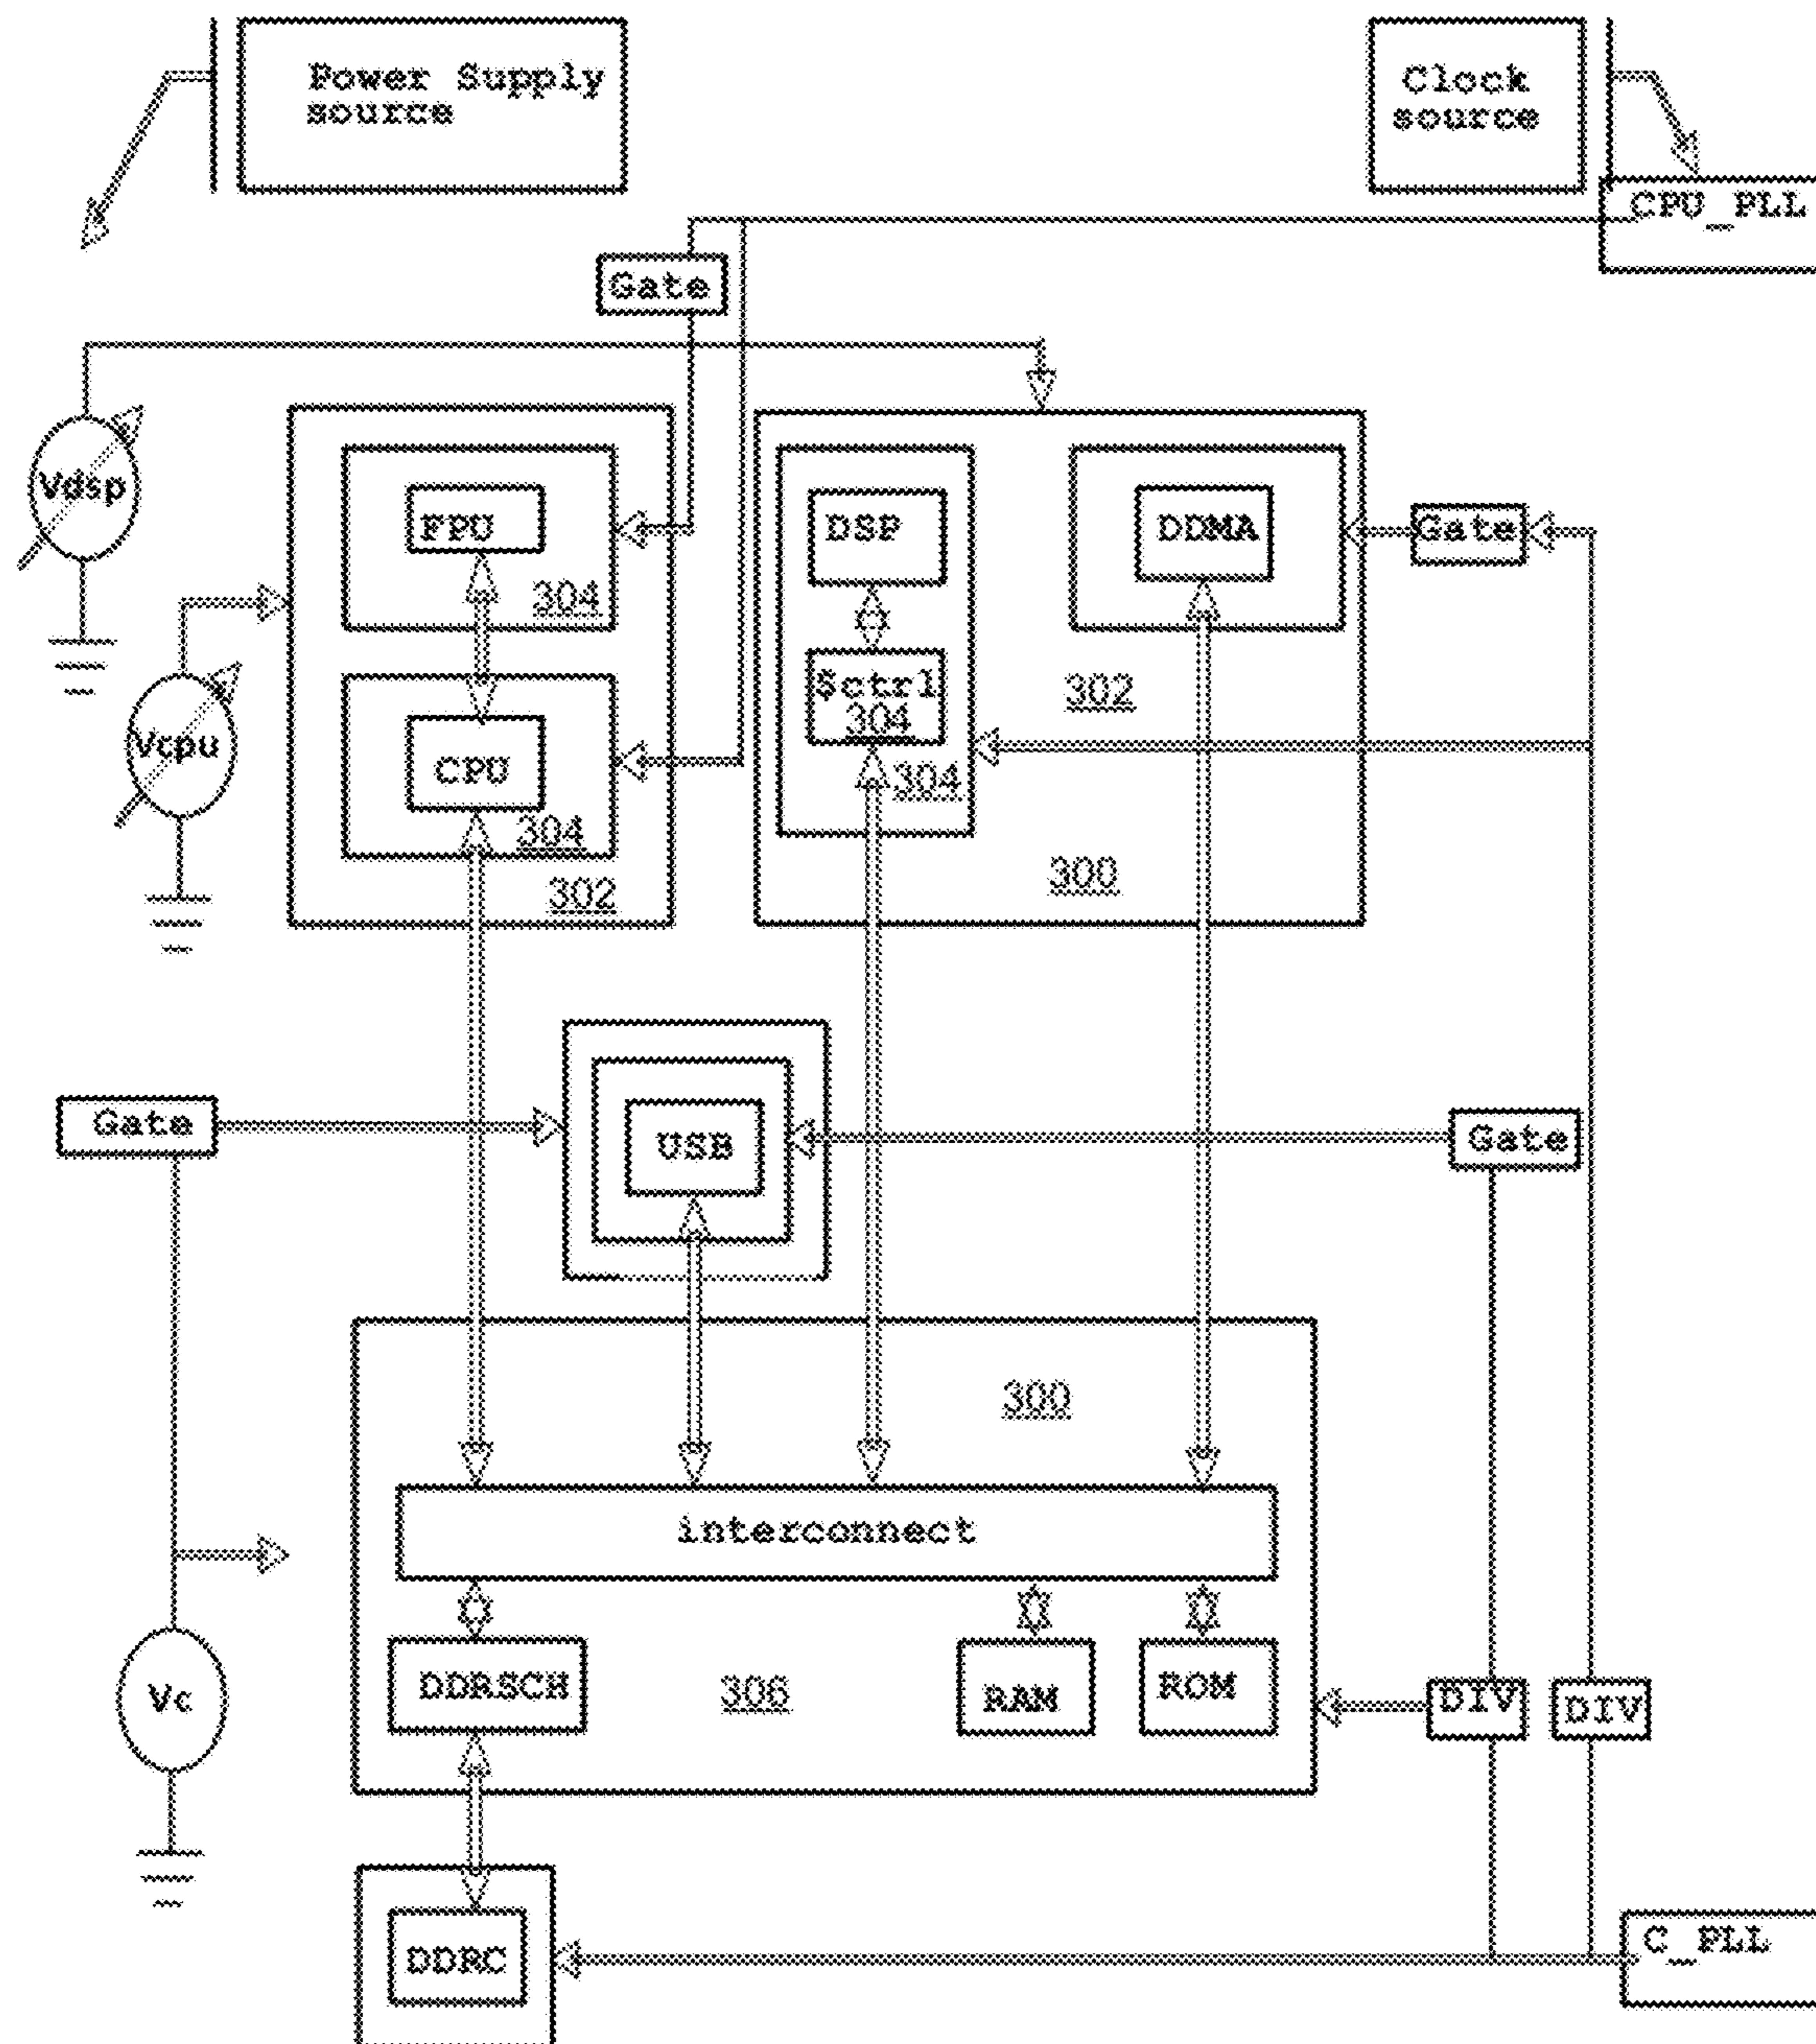 Power Supply
source
Clock
source
CPU_PLL
Gate
Vdsp
FPU
DSP
DDMA
Gate
304
$ctrl
304
302
Vcpu
CPU
304
304
302
300
Gate
USB
Gate
300
interconnect
DDRSCH
306
RAM
ROM
DIV
DIV
Vc
C_PLL
DDRC